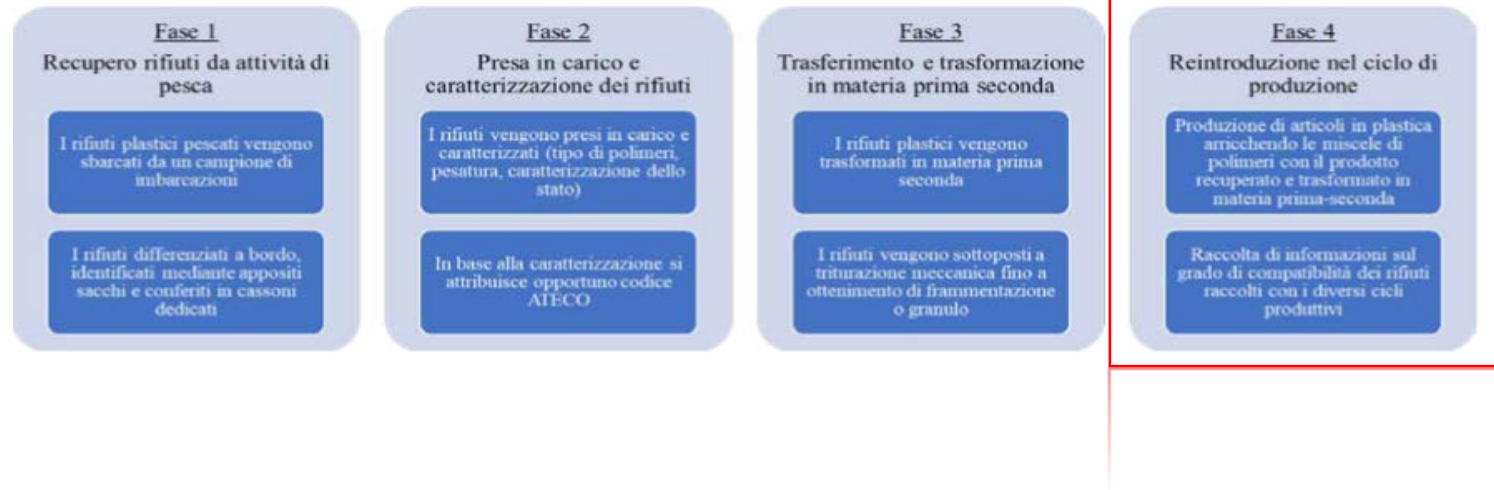 Fase 1
Recupero rifiuti da attività di
pesca
I rifiuti plastici pescati vengono
sbarcati da un campione di
imbarcazioni
I rifiuti differenziati a bordo,
identificati mediante appositi
sacchi e conferiti in cassoni
dedicati
Fase 2
Presa in carico e
caratterizzazione dei rifiuti
I rifiuti vengono presi in carico e
caratterizzati (tipo di polimeri,
pesatura, caratterizzazione dello
stato)
In base alla caratterizzazione si
attribuisce opportuno codice
ATECO
Fase 3
Trasferimento e trasformazione
in materia prima seconda
I rifiuti plastici vengono
trasformati in materia prima
seconda
I rifiuti vengono sottoposti a
triturazione meccanica fino a
ottenimento di frammentazione
o granulo
Fase 4
Reintroduzione nel ciclo di
produzione
Produzione di articoli in plastica
arricchendo le miscele di
polimeri con il prodotto
recuperato e trasformato in
materia prima-seconda
Raccolta di informazioni sul
grado di compatibilità dei rifiuti
raccolti con i diversi cicli
produttivi